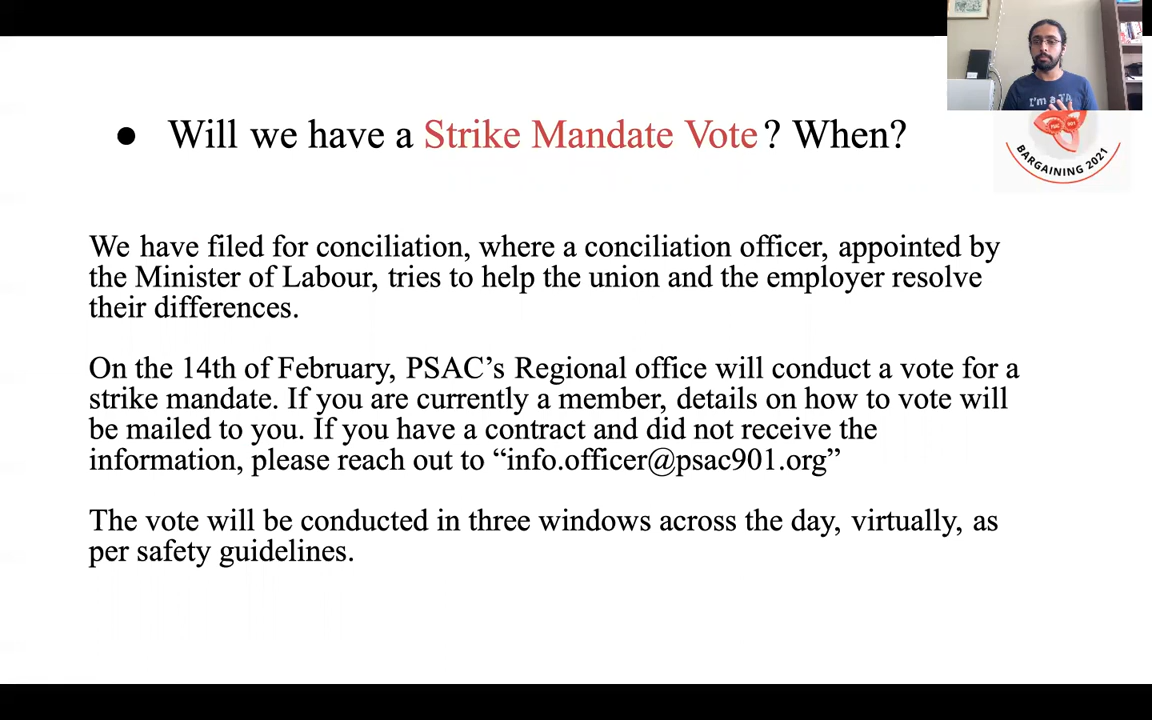 ● Will we have a Strike Mandate Vote? When?
I'm a TA
BARGAINING 2021
We have filed for conciliation, where a conciliation officer, appointed by
the Minister of Labour, tries to help the union and the employer resolve
their differences.
On the 14th of February, PSAC’s Regional office will conduct a vote for a
strike mandate. If you are currently a member, details on how to vote will
be mailed to you. If you have a contract and did not receive the
information, please reach out to “info.officer@psac901.org”
The vote will be conducted in three windows across the day, virtually, as
per safety guidelines.